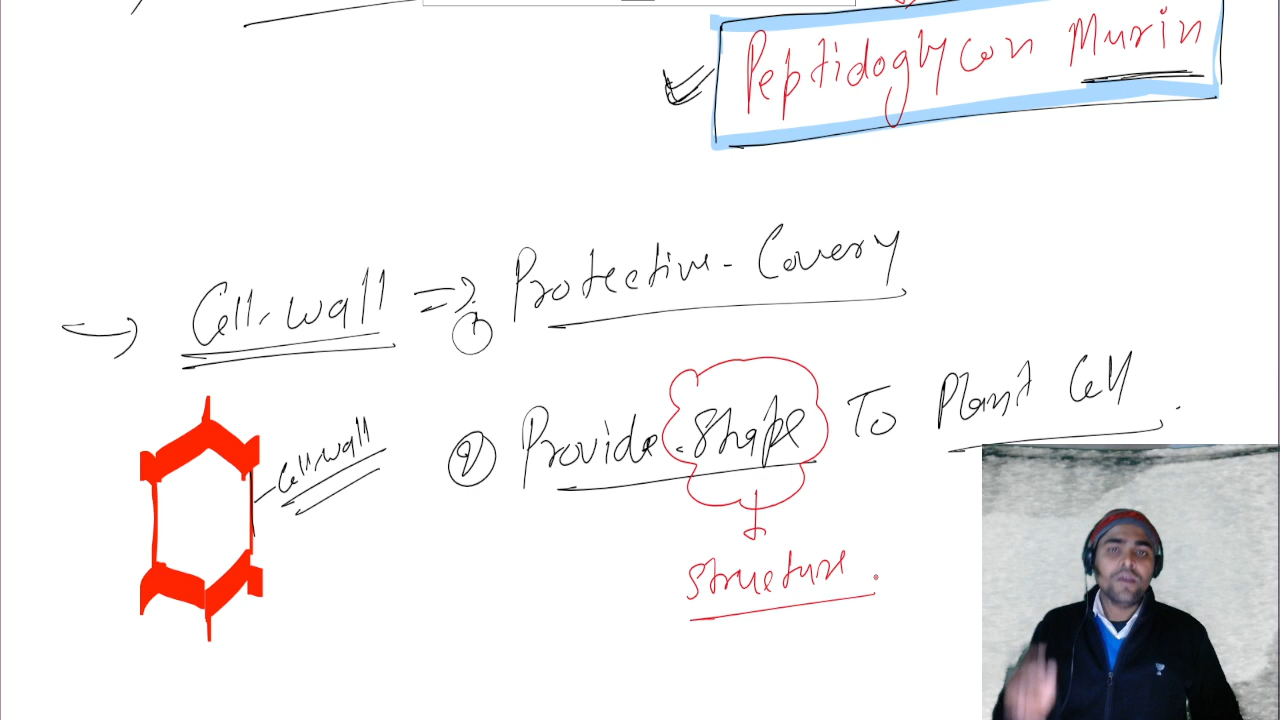 Peptidoglycan Murin
Cell-wall => ① Protective-Covery
② Provide.Shape To Plant Cell
Cell-wall
Structure.